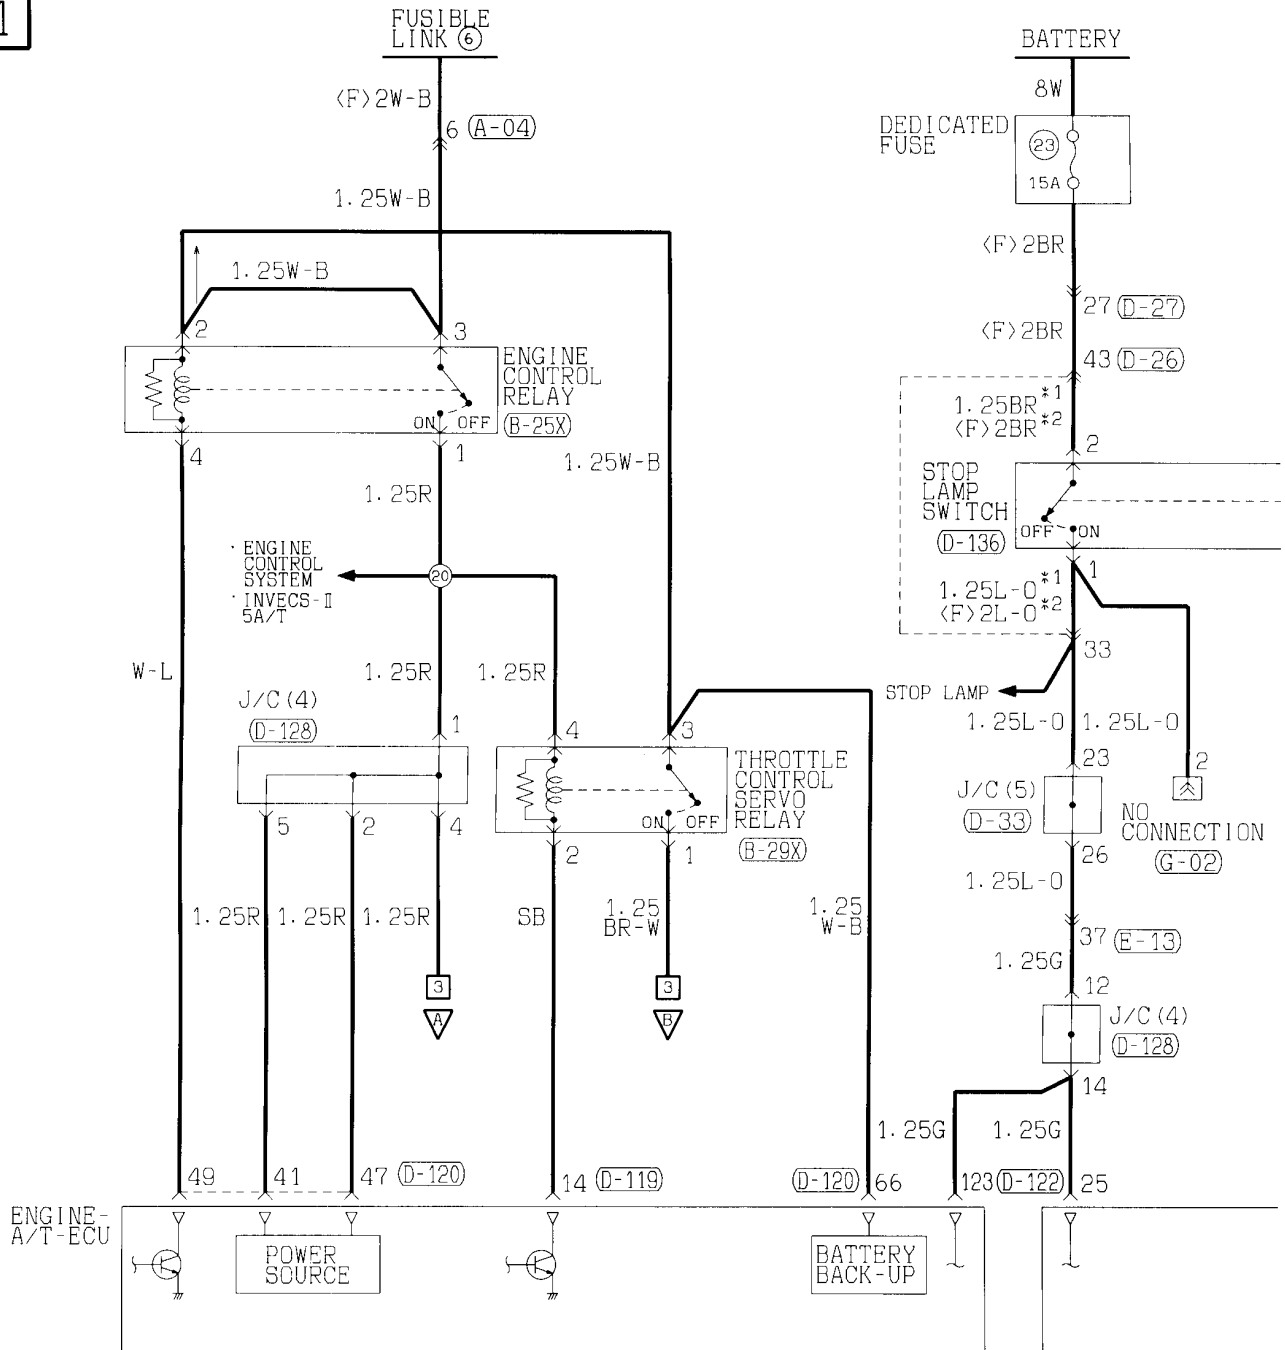 1
FUSIBLE
LINK ⑥
BATTERY
8W
<F>2W-B
6 (A-04)
DEDICATED
FUSE
23
15A
1.25W-B
<F>2BR
1.25W-B
27 (D-27)
<F>2BR
43 (D-26)
2
3
ENGINE
CONTROL
RELAY
(B-25X)
ON OFF
1.25BR*1
<F>2BR*2
4
1
2
1.25W-B
STOP
LAMP
SWITCH
(D-136)
OFF ON
1.25R
· ENGINE
CONTROL
SYSTEM
· INVECS-II
5A/T
20
1
1.25L-O*1
<F>2L-O*2
33
W-L
1.25R
1.25R
STOP LAMP
J/C(4)
(D-128)
1
4
3
1.25L-O
1.25L-O
23
2
THROTTLE
CONTROL
SERVO
RELAY
(B-29X)
ON OFF
J/C(5)
(D-33)
NO
CONNECTION
(G-02)
5
2
4
2
1
26
1.25L-O
1.25R
1.25R
1.25R
SB
1.25
BR-W
1.25
W-B
37 (E-13)
1.25G
3
A
3
B
12
J/C(4)
(D-128)
14
1.25G
1.25G
49
41
47 (D-120)
14 (D-119)
(D-120) 66
123 (D-122) 25
ENGINE-
A/T-ECU
POWER
SOURCE
BATTERY
BACK-UP